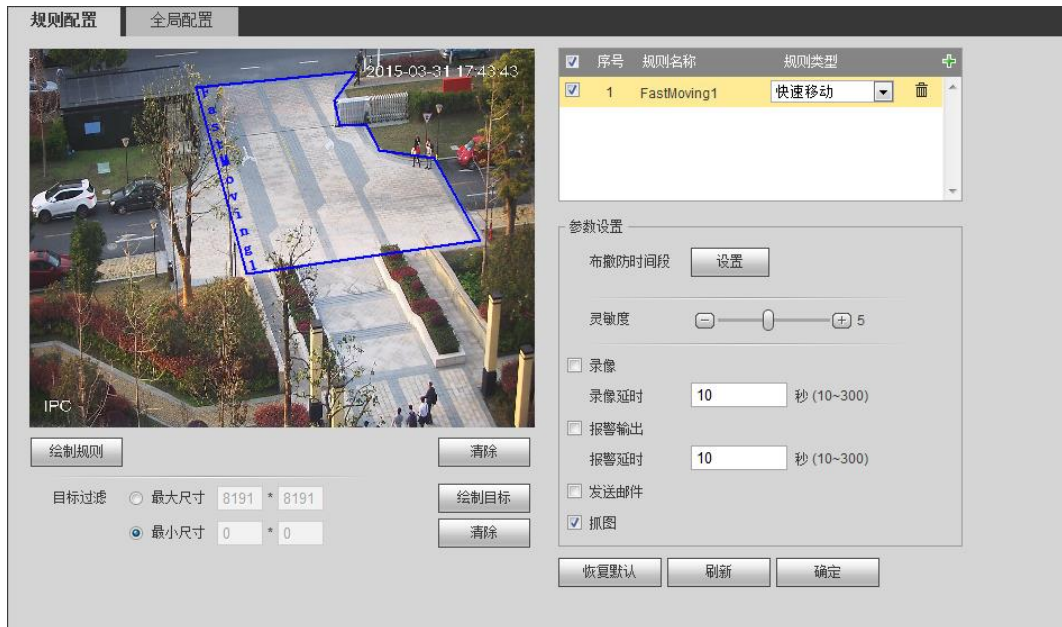 规则配置 全局配置
2015-03-31 17:43:43
FastMoving1
IPC
绘制规则 清除
目标过滤 最大尺寸 8191 * 8191 绘制目标
最小尺寸 0 * 0 清除
序号 规则名称 规则类型
1 FastMoving1 快速移动
参数设置
布撤防时间段 设置
灵敏度 - + 5
录像
录像延时 10 秒 (10~300)
报警输出
报警延时 10 秒 (10~300)
发送邮件
抓图
恢复默认 刷新 确定